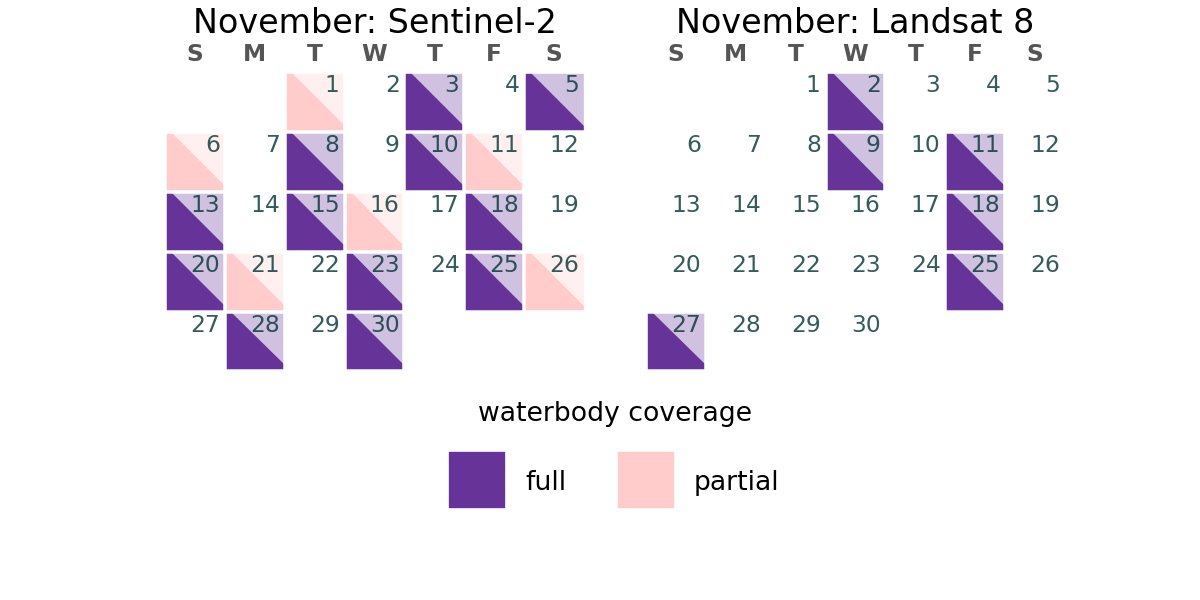 November: Sentinel-2
S M T W T F S
1 2 3 4 5
6 7 8 9 10 11 12
13 14 15 16 17 18 19
20 21 22 23 24 25 26
27 28 29 30
November: Landsat 8
S M T W T F S
1 2 3 4 5
6 7 8 9 10 11 12
13 14 15 16 17 18 19
20 21 22 23 24 25 26
27 28 29 30
waterbody coverage
full
partial